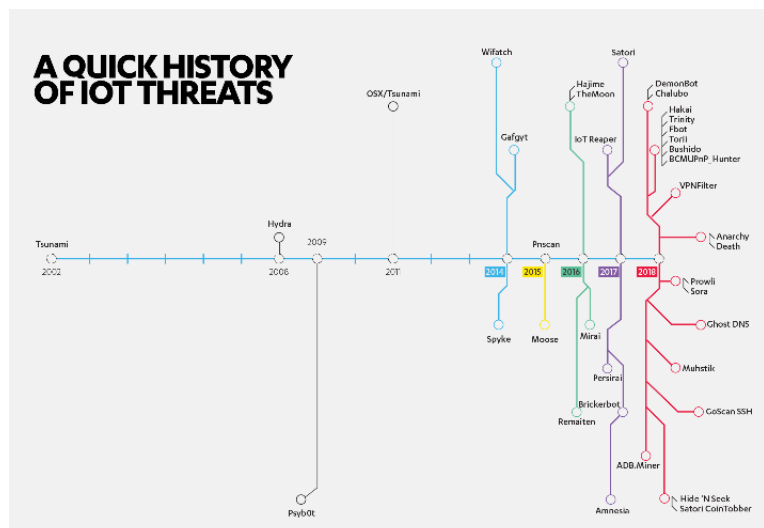 A QUICK HISTORY
OF IOT THREATS
Wifatch
Satori
OSX/Tsunami
Hajime
TheMoon
DemonBot
Chalubo
Hakai
Trinity
Fbot
Torii
Bushido
BCMUPnP_Hunter
Gafgyt
IoT Reaper
VPNFilter
Hydra
Anarchy
Death
Tsunami
2009
Pnscan
2002
2008
2011
2014
2015
2016
2017
2018
Prowli
Sora
Spyke
Moose
Mirai
Ghost DNS
Persirai
Muhstik
Remaiten
Brickerbot
GoScan SSH
ADB.Miner
Psyb0t
Amnesia
Hide 'N Seek
Satori CoinTobber